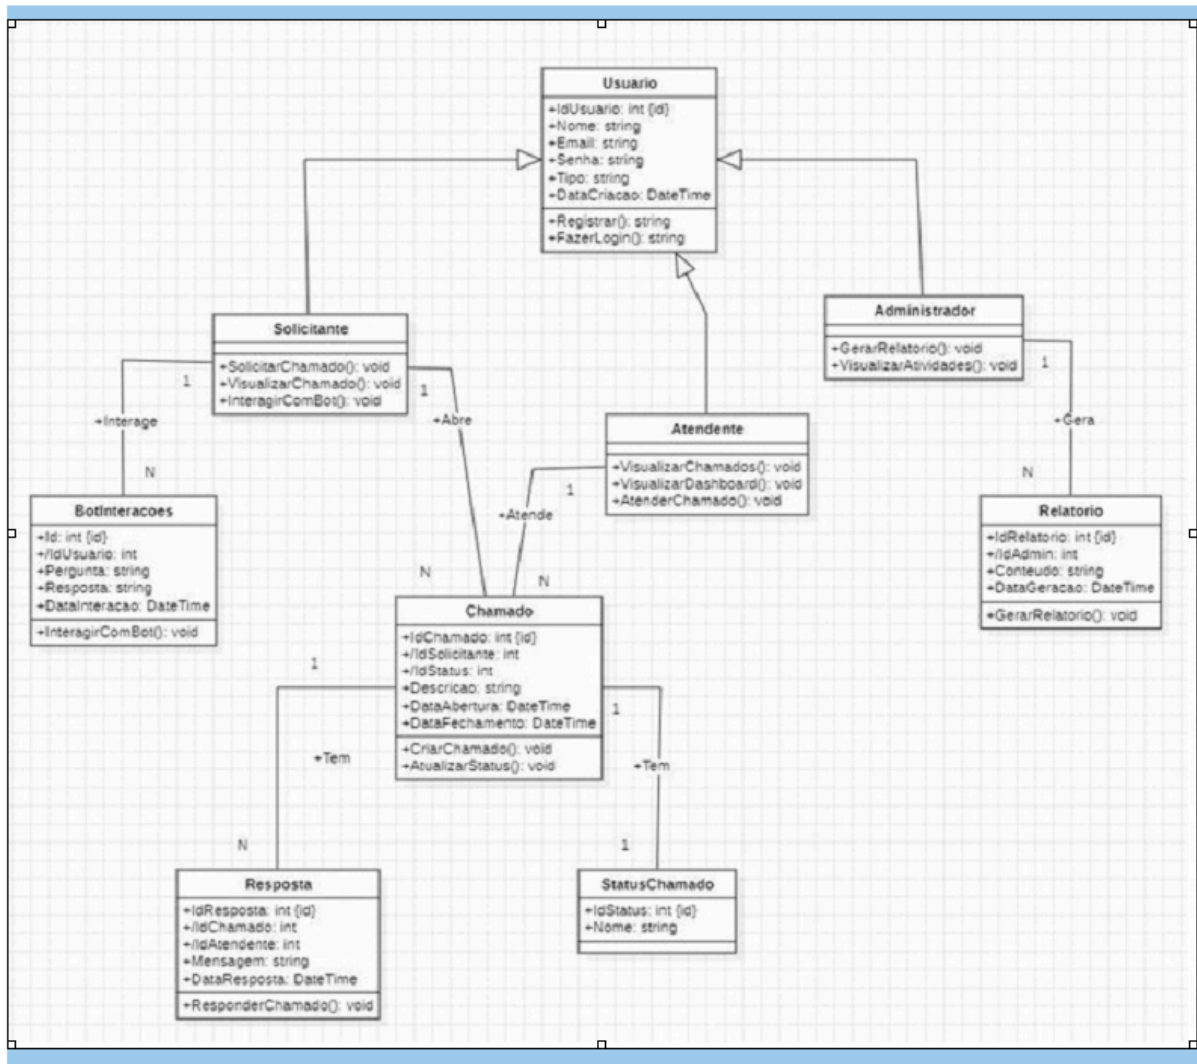 Usuario
+IdUsuario: int {id}
+Nome: string
+Email: string
+Senha: string
+Tipo: string
+DataCriacao: DateTime
+Registrar(): string
+FazerLogin(): string
Solicitante
+SolicitarChamado(): void
+VisualizarChamado(): void
+InteragirComBot(): void
Administrador
+GerarRelatorio(): void
+VisualizarAtividades(): void
1
+Interage
N
1
+Abre
N
Atendente
+VisualizarChamados(): void
+VisualizarDashboard(): void
+AtenderChamado(): void
1
+Atende
N
1
+Gera
N
BotInteracoes
+Id: int {id}
+/IdUsuario: int
+Pergunta: string
+Resposta: string
+DataInteracao: DateTime
+InteragirComBot(): void
Relatorio
+IdRelatorio: int {id}
+/IdAdmin: int
+Conteudo: string
+DataGeracao: DateTime
+GerarRelatorio(): void
Chamado
+IdChamado: int {id}
+/IdSolicitante: int
+/IdStatus: int
+Descricao: string
+DataAbertura: DateTime
+DataFechamento: DateTime
+CriarChamado(): void
+AtualizarStatus(): void
1
+Tem
N
1
+Tem
1
Resposta
+IdResposta: int {id}
+/IdChamado: int
+/IdAtendente: int
+Mensagem: string
+DataResposta: DateTime
+ResponderChamado(): void
StatusChamado
+IdStatus: int {id}
+Nome: string